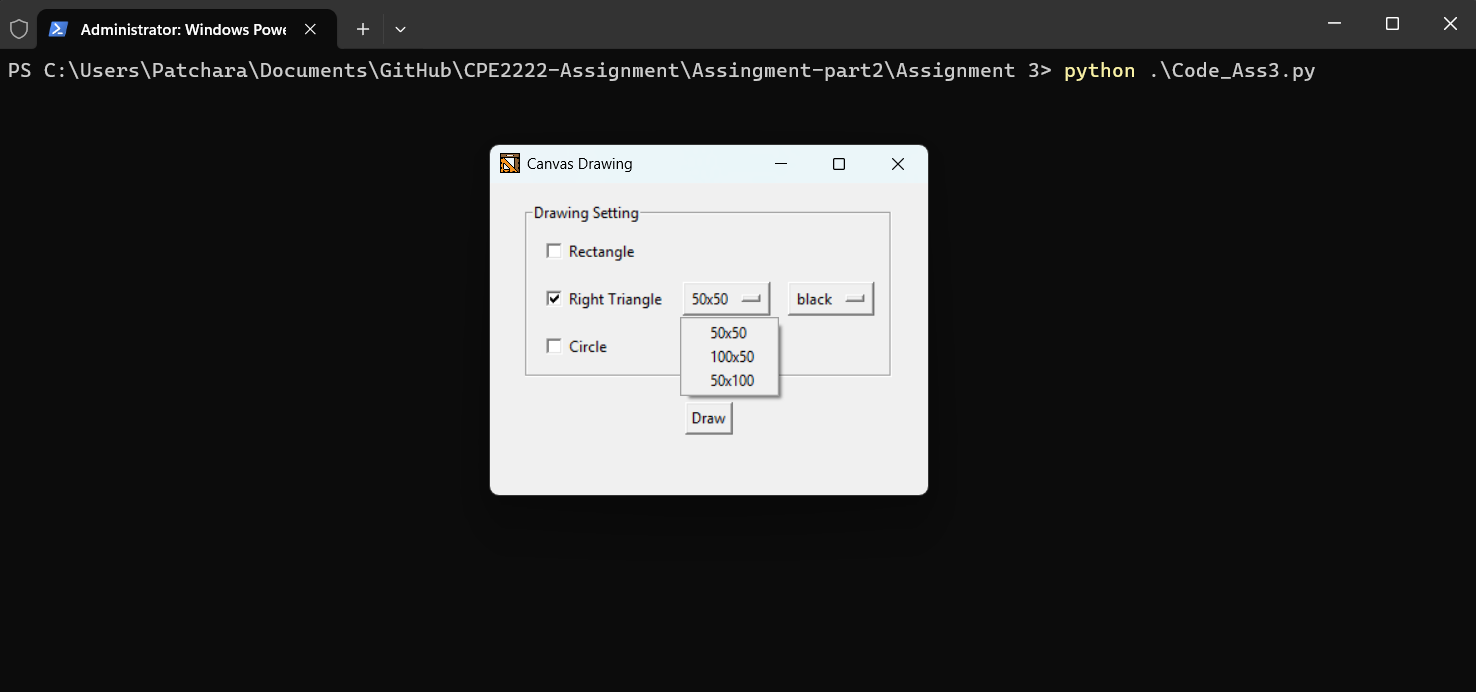 Administrator: Windows Powe
PS C:\Users\Patchara\Documents\GitHub\CPE2222-Assignment\Assingment-part2\Assignment 3> python .\Code_Ass3.py
Canvas Drawing
Drawing Setting
Rectangle
Right Triangle 50x50 black
50x50
Circle
100x50
50x100
Draw